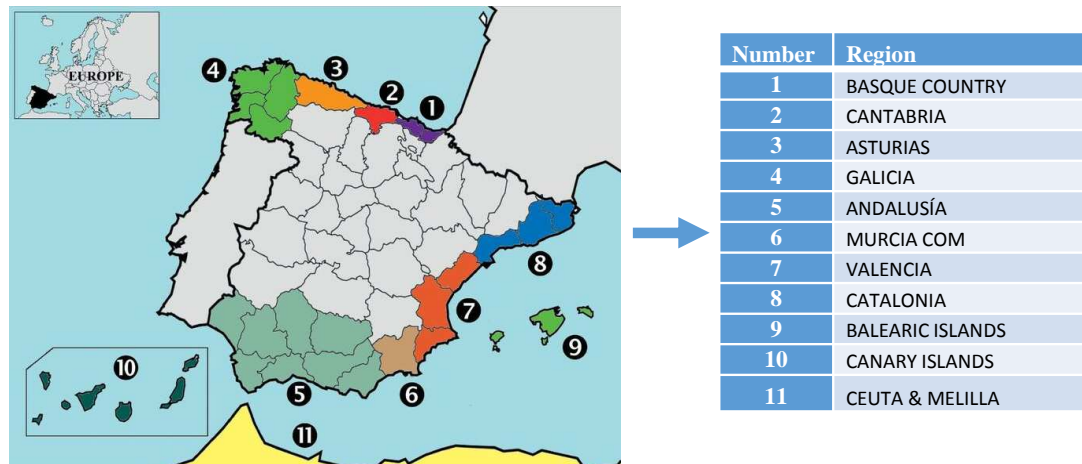 EUROPE
4
3
2
1
8
7
9
10
5
6
11
Number Region
1 BASQUE COUNTRY
2 CANTABRIA
3 ASTURIAS
4 GALICIA
5 ANDALUSÍA
6 MURCIA COM
7 VALENCIA
8 CATALONIA
9 BALEARIC ISLANDS
10 CANARY ISLANDS
11 CEUTA & MELILLA